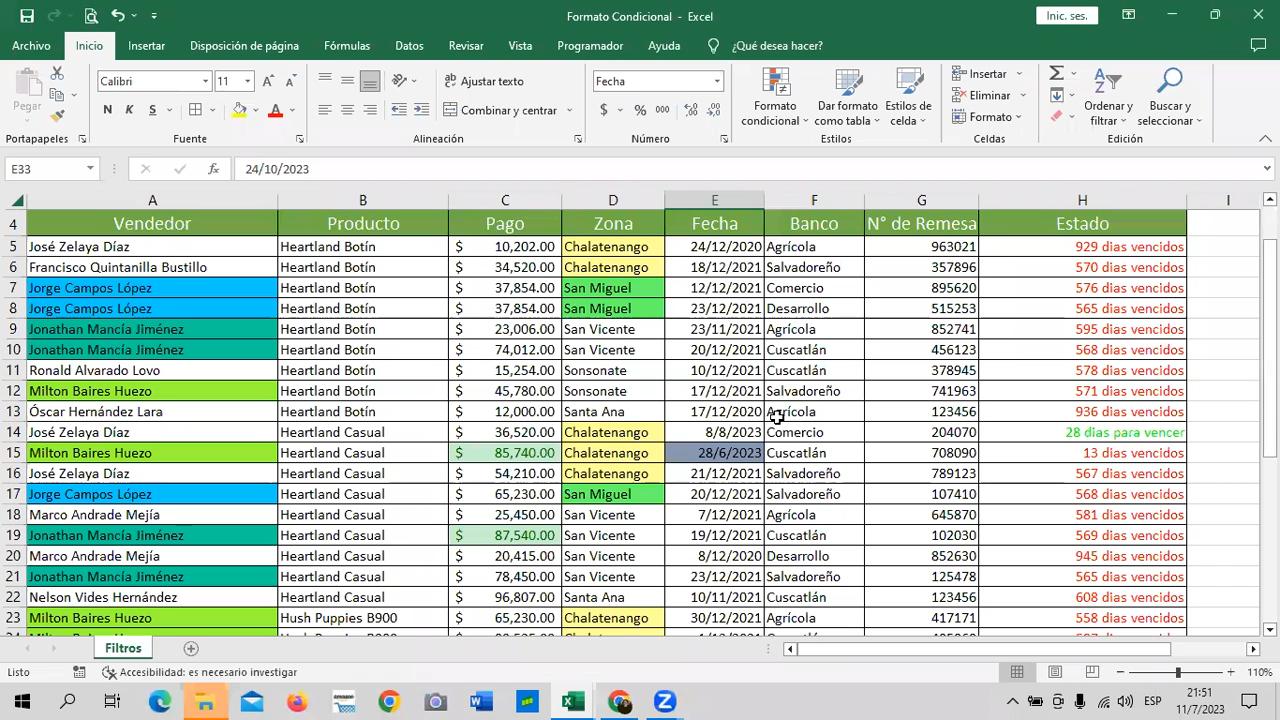 Formato Condicional - Excel
Inic. ses.
Archivo Inicio Insertar Disposición de página Fórmulas Datos Revisar Vista Programador Ayuda ¿Qué desea hacer?
Pegar
Calibri 11
N K S
Ajustar texto
Combinar y centrar
Fecha
$ % 000
Formato condicional
Dar formato como tabla
Estilos de celda
Insertar
Eliminar
Formato
Ordenar y filtrar
Buscar y seleccionar
Portapapeles Fuente Alineación Número Estilos Celdas Edición
E33 fx 24/10/2023
A B C D E F G H I
4 Vendedor Producto Pago Zona Fecha Banco N° de Remesa Estado
5 José Zelaya Díaz Heartland Botín $ 10,202.00 Chalatenango 24/12/2020 Agrícola 963021 929 dias vencidos
6 Francisco Quintanilla Bustillo Heartland Botín $ 34,520.00 Chalatenango 18/12/2021 Salvadoreño 357896 570 dias vencidos
7 Jorge Campos López Heartland Botín $ 37,854.00 San Miguel 12/12/2021 Comercio 895620 576 dias vencidos
8 Jorge Campos López Heartland Botín $ 37,854.00 San Miguel 23/12/2021 Desarrollo 515253 565 dias vencidos
9 Jonathan Mancía Jiménez Heartland Botín $ 23,006.00 San Vicente 23/11/2021 Agrícola 852741 595 dias vencidos
10 Jonathan Mancía Jiménez Heartland Botín $ 74,012.00 San Vicente 20/12/2021 Cuscatlán 456123 568 dias vencidos
11 Ronald Alvarado Lovo Heartland Botín $ 15,254.00 Sonsonate 10/12/2021 Cuscatlán 378945 578 dias vencidos
12 Milton Baires Huezo Heartland Botín $ 45,780.00 Sonsonate 17/12/2021 Salvadoreño 741963 571 dias vencidos
13 Óscar Hernández Lara Heartland Botín $ 12,000.00 Santa Ana 17/12/2020 Agrícola 123456 936 dias vencidos
14 José Zelaya Díaz Heartland Casual $ 36,520.00 Chalatenango 8/8/2023 Comercio 204070 28 dias para vencer
15 Milton Baires Huezo Heartland Casual $ 85,740.00 Chalatenango 28/6/2023 Cuscatlán 708090 13 dias vencidos
16 José Zelaya Díaz Heartland Casual $ 54,210.00 Chalatenango 21/12/2021 Salvadoreño 789123 567 dias vencidos
17 Jorge Campos López Heartland Casual $ 65,230.00 San Miguel 20/12/2021 Salvadoreño 107410 568 dias vencidos
18 Marco Andrade Mejía Heartland Casual $ 25,450.00 San Vicente 7/12/2021 Agrícola 645870 581 dias vencidos
19 Jonathan Mancía Jiménez Heartland Casual $ 87,540.00 San Vicente 19/12/2021 Cuscatlán 102030 569 dias vencidos
20 Marco Andrade Mejía Heartland Casual $ 20,415.00 San Vicente 8/12/2020 Desarrollo 852630 945 dias vencidos
21 Jonathan Mancía Jiménez Heartland Casual $ 78,450.00 San Vicente 23/12/2021 Salvadoreño 125478 565 dias vencidos
22 Nelson Vides Hernández Heartland Casual $ 96,807.00 Santa Ana 10/11/2021 Cuscatlán 123456 608 dias vencidos
23 Milton Baires Huezo Hush Puppies B900 $ 65,230.00 Chalatenango 30/12/2021 Agrícola 417171 558 dias vencidos
Filtros
Listo Accesibilidad: es necesario investigar 110%
ESP 21:51
11/7/2023